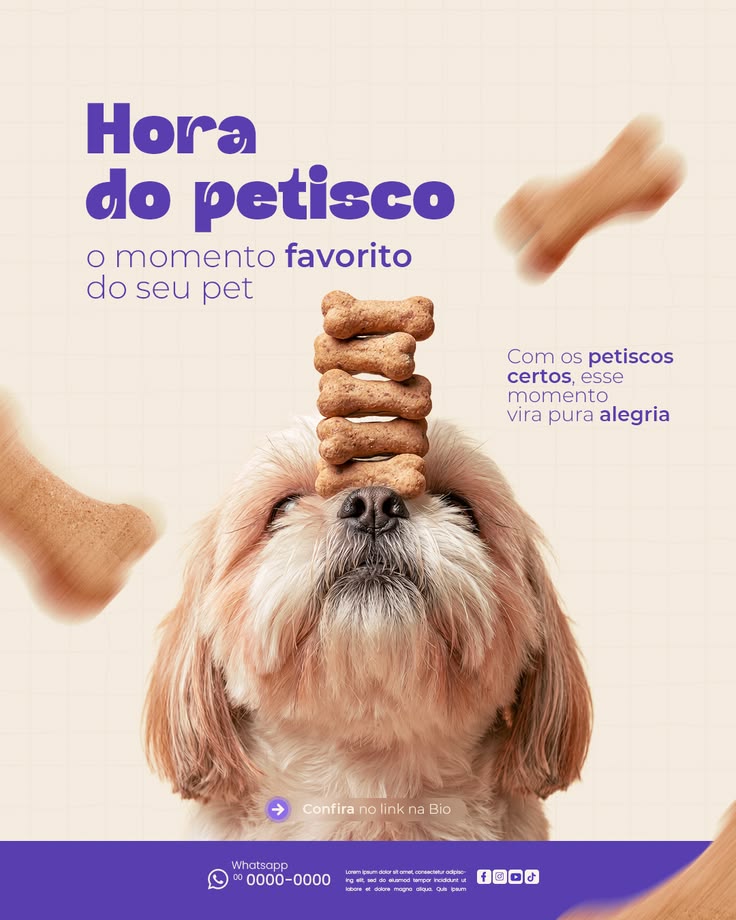 Hora
do petisco
o momento favorito
do seu pet
Com os petiscos
certos, esse
momento
vira pura alegria
Confira no link na Bio
Whatsapp
00 0000-0000
Lorem ipsum dolor sit amet, consectetur adipisc-
ing elit, sed do eiusmod tempor incididunt ut
labore et dolore magna aliqua. Quis ipsum